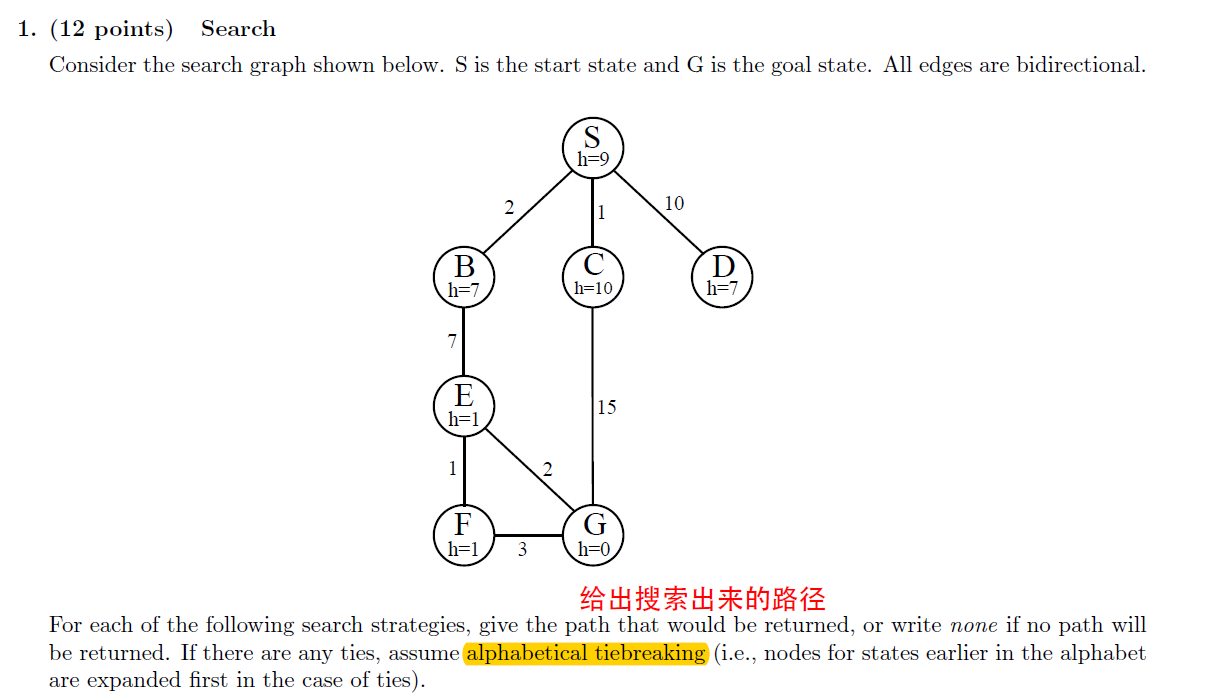 1. (12 points) Search
Consider the search graph shown below. S is the start state and G is the goal state. All edges are bidirectional.
S
h=9
2
1
10
B
h=7
C
h=10
D
h=7
7
E
h=1
15
1
2
F
h=1
3
G
h=0
给出搜索出来的路径
For each of the following search strategies, give the path that would be returned, or write none if no path will
be returned. If there are any ties, assume alphabetical tiebreaking (i.e., nodes for states earlier in the alphabet
are expanded first in the case of ties).